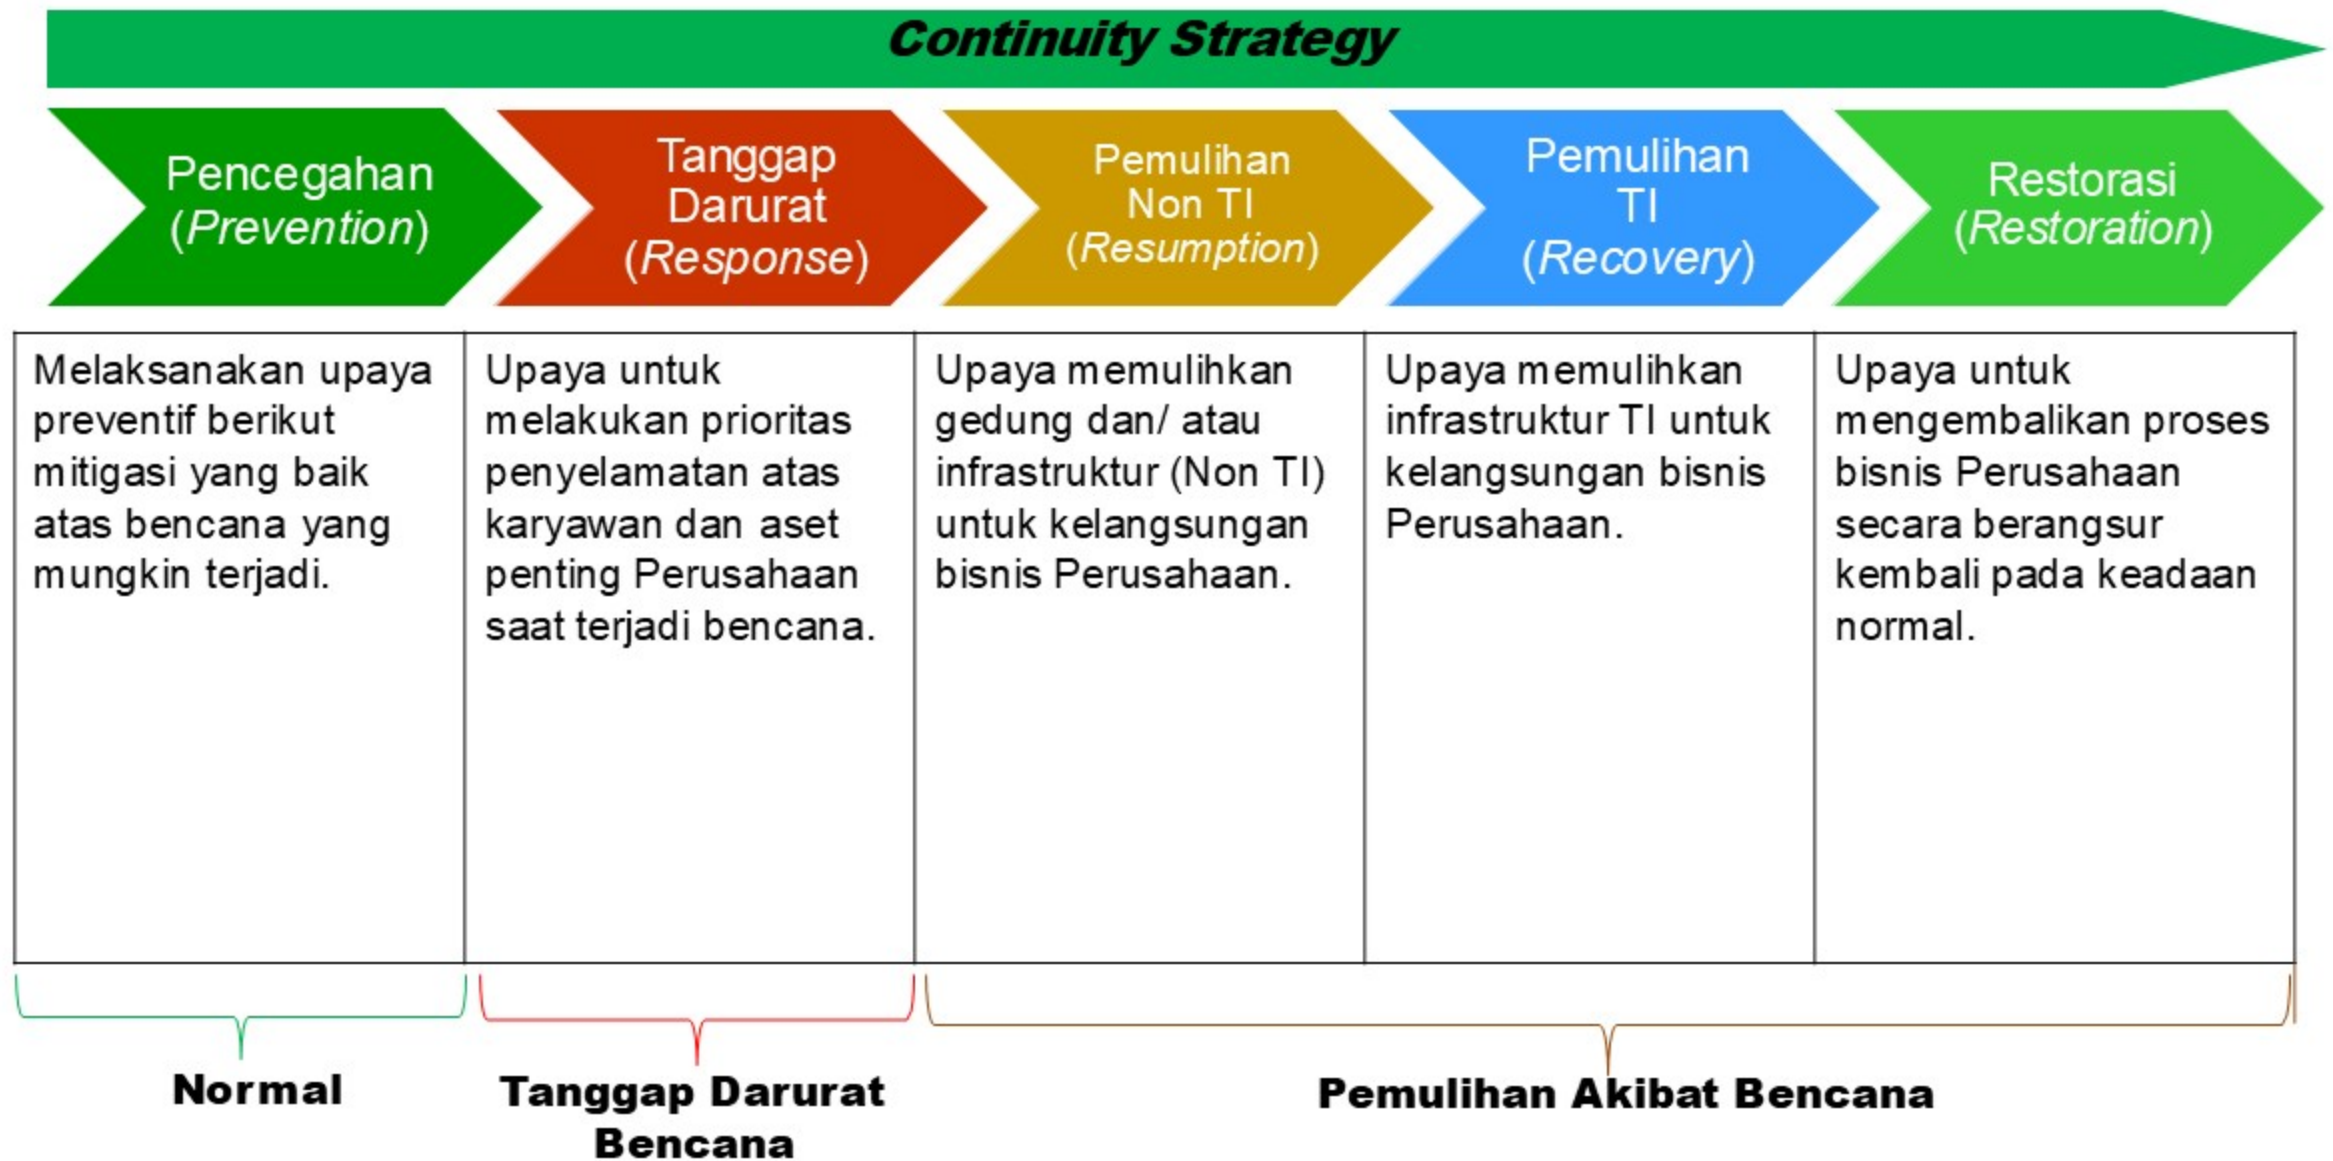 Continuity Strategy
Pencegahan
(Prevention)
Tanggap
Darurat
(Response)
Pemulihan
Non TI
(Resumption)
Pemulihan
TI
(Recovery)
Restorasi
(Restoration)
Melaksanakan upaya
preventif berikut
mitigasi yang baik
atas bencana yang
mungkin terjadi.
Upaya untuk
melakukan prioritas
penyelamatan atas
karyawan dan aset
penting Perusahaan
saat terjadi bencana.
Upaya memulihkan
gedung dan/ atau
infrastruktur (Non TI)
untuk kelangsungan
bisnis Perusahaan.
Upaya memulihkan
infrastruktur TI untuk
kelangsungan bisnis
Perusahaan.
Upaya untuk
mengembalikan proses
bisnis Perusahaan
secara berangsur
kembali pada keadaan
normal.
Normal
Tanggap Darurat
Bencana
Pemulihan Akibat Bencana